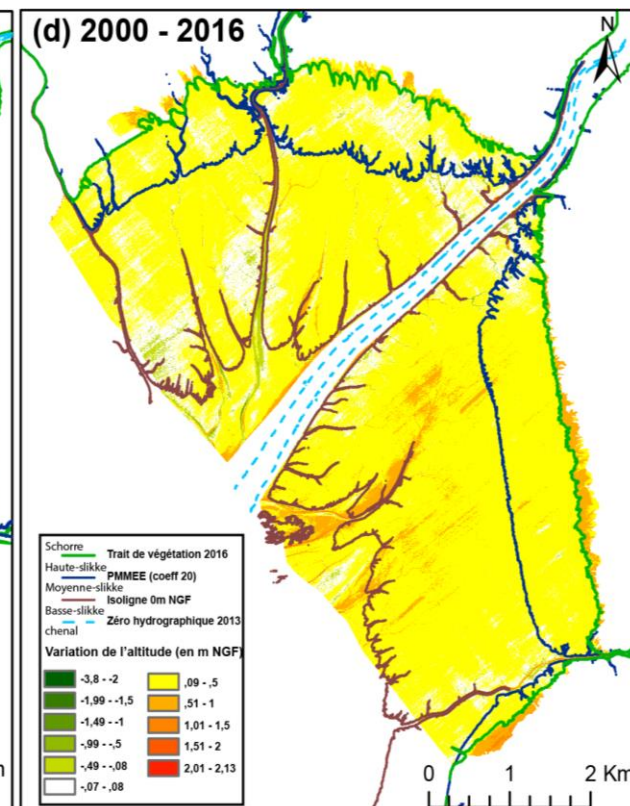 (d) 2000 - 2016
N
Schorre
Trait de végétation 2016
Haute-slikke
PMMEE (coeff 20)
Moyenne-slikke
Isoligne 0m NGF
Basse-slikke
Zéro hydrographique 2013
chenal
Variation de l'altitude (en m NGF)
-3,8 - -2
-1,99 - -1,5
-1,49 - -1
-,99 - -,5
-,49 - -,08
-,07 - ,08
,09 - ,5
,51 - 1
1,01 - 1,5
1,51 - 2
2,01 - 2,13
0 1 2 Km